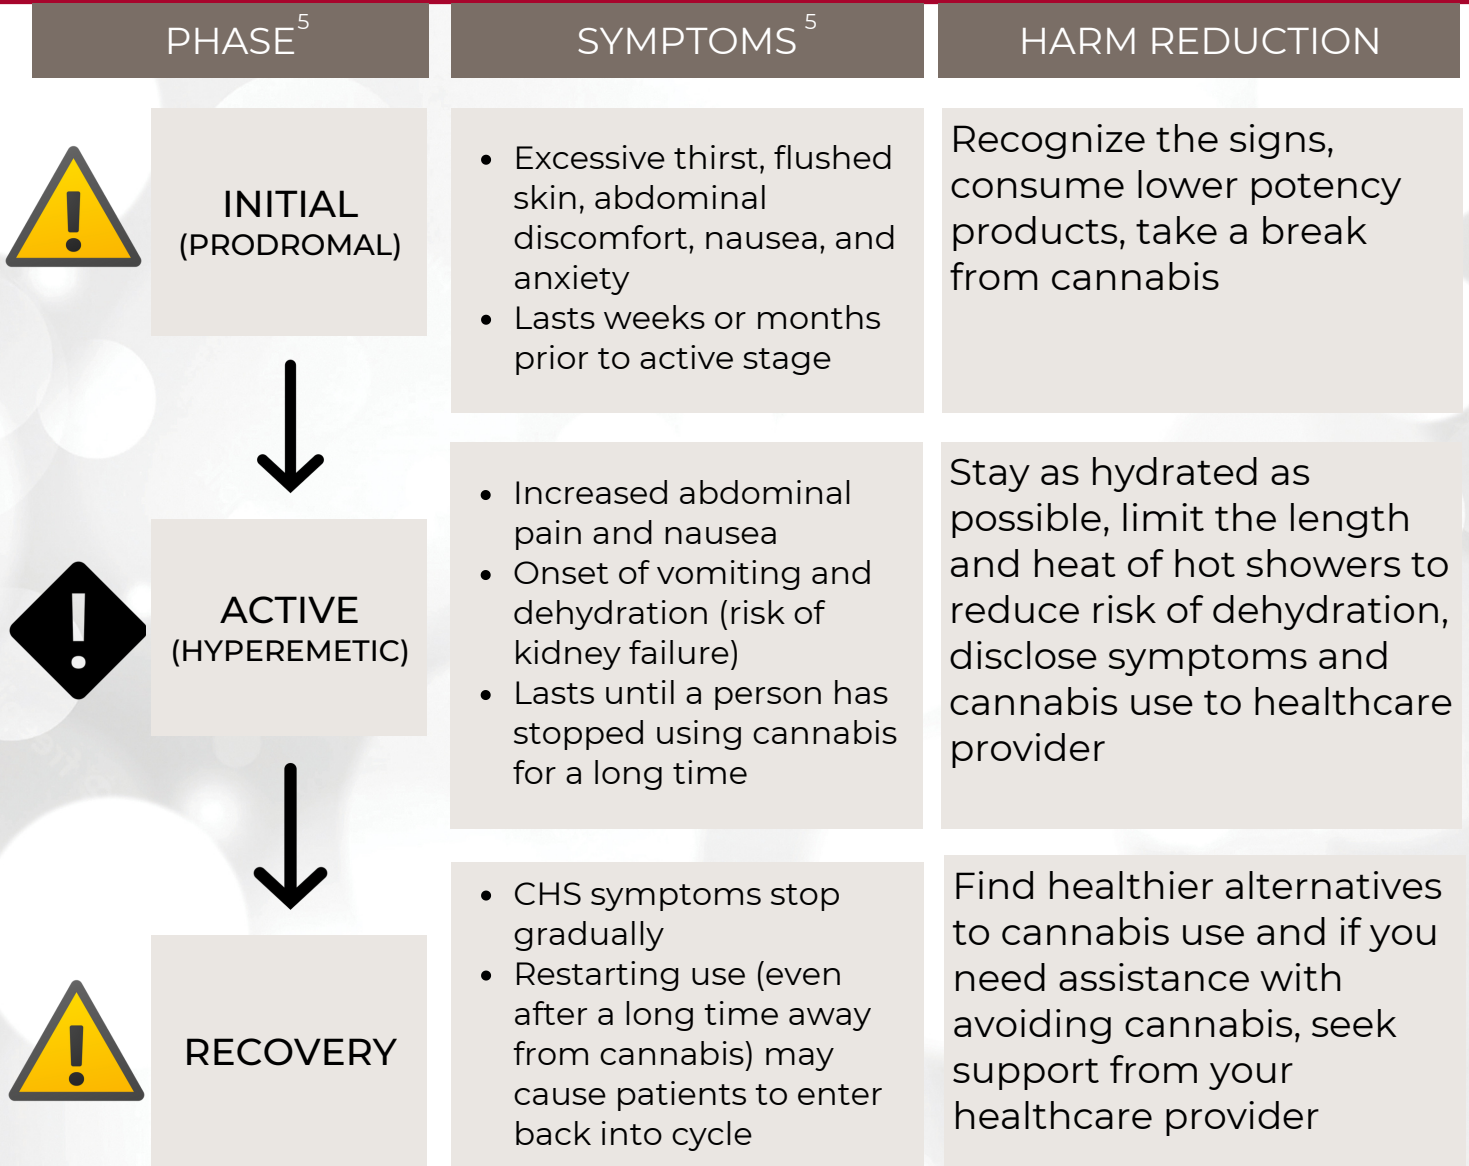 PHASE5
SYMPTOMS 5
HARM REDUCTION
INITIAL
(PRODROMAL)
• Excessive thirst, flushed
skin, abdominal
discomfort, nausea, and
anxiety
• Lasts weeks or months
prior to active stage
Recognize the signs,
consume lower potency
products, take a break
from cannabis
ACTIVE
(HYPEREMETIC)
• Increased abdominal
pain and nausea
• Onset of vomiting and
dehydration (risk of
kidney failure)
• Lasts until a person has
stopped using cannabis
for a long time
Stay as hydrated as
possible, limit the length
and heat of hot showers to
reduce risk of dehydration,
disclose symptoms and
cannabis use to healthcare
provider
RECOVERY
• CHS symptoms stop
gradually
• Restarting use (even
after a long time away
from cannabis) may
cause patients to enter
back into cycle
Find healthier alternatives
to cannabis use and if you
need assistance with
avoiding cannabis, seek
support from your
healthcare provider